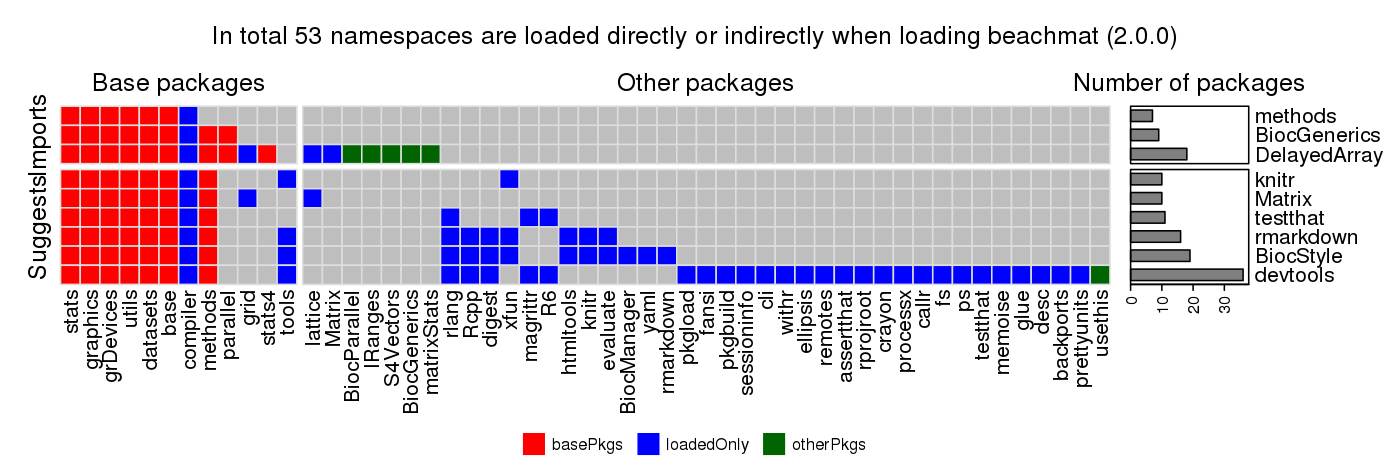 In total 53 namespaces are loaded directly or indirectly when loading beachmat (2.0.0)
Base packages
Other packages
Number of packages
Imports
Suggests
methods
BiocGenerics
DelayedArray
knitr
Matrix
testthat
rmarkdown
BiocStyle
devtools
0
10
20
30
stats
graphics
grDevices
utils
datasets
base
compiler
methods
parallel
grid
stats4
tools
lattice
Matrix
BiocParallel
IRanges
S4Vectors
BiocGenerics
matrixStats
rlang
Rcpp
digest
xfun
magrittr
R6
htmltools
knitr
evaluate
BiocManager
yaml
rmarkdown
pkgload
fansi
pkgbuild
sessioninfo
cli
withr
ellipsis
remotes
assertthat
rprojroot
crayon
processx
callr
fs
ps
testthat
memoise
glue
desc
backports
prettyunits
usethis
basePkgs
loadedOnly
otherPkgs